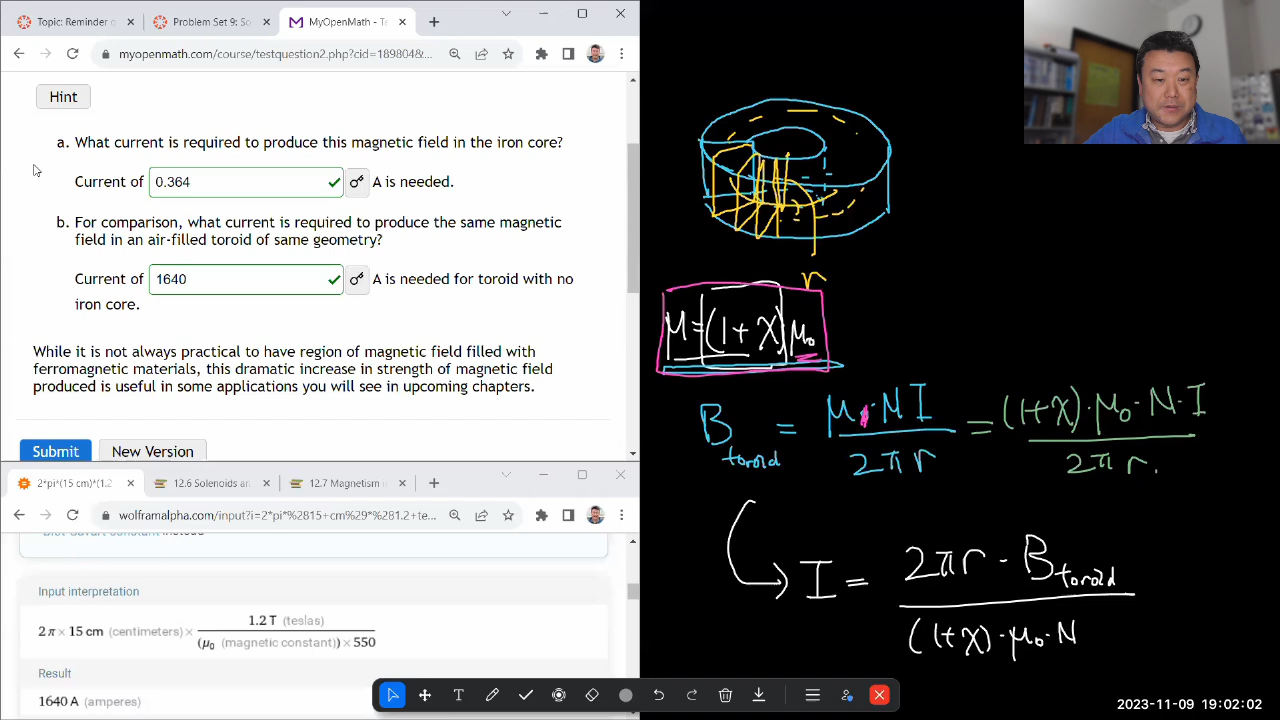 Topic: Reminder o
Problem Set 9: So
MyOpenMath - Te
myopenmath.com/course/testquestion2.php?cid=189804&...
Hint
a. What current is required to produce this magnetic field in the iron core?
Current of 0.364 A is needed.
b. For comparison, what current is required to produce the same magnetic
field in an air-filled toroid of same geometry?
Current of 1640 A is needed for toroid with no
iron core.
While it is not always practical to have region of magnetic field filled with
ferromagnetic materials, this dramatic increase in strength of magnetic field
produced is useful in some applications you will see in upcoming chapters.
Submit
New Version
2*pi*(15 cm)*(1.2
12.6 Solenoids an
12.7 Magnetism
wolframalpha.com/input?i=2*pi*%2815+cm%29*%281.2+te...
Input interpretation
2 π × 15 cm (centimeters) × 1.2 T (teslas) / (μ₀ (magnetic constant)) × 550
Result
1640 A (amperes)
r
μ = (1 + χ) μ₀
B toroid = μ · N I / 2π r = (1+χ) · μ₀ · N · I / 2π r.
I = 2πr · B toroid / (1+χ) · μ₀ · N
T
2023-11-09 19:02:02